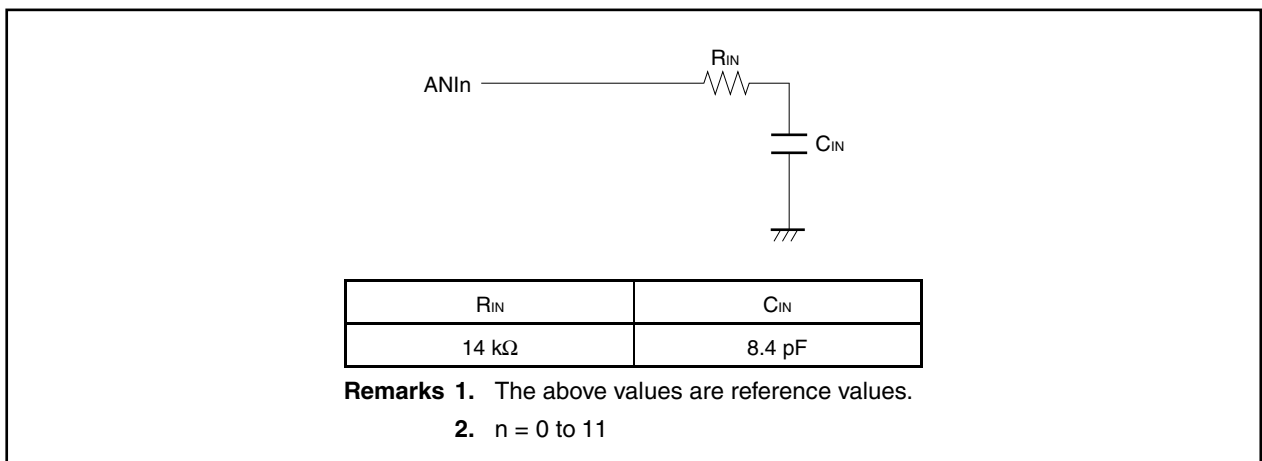 RIN
ANIn
CIN
RIN CIN
14 kΩ 8.4 pF
Remarks 1. The above values are reference values.
2. n = 0 to 11